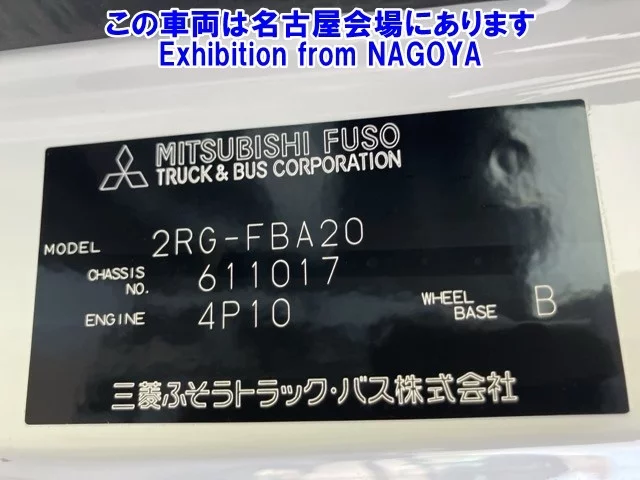 この車両は名古屋会場にあります
Exhibition from NAGOYA
MITSUBISHI FUSO
TRUCK & BUS CORPORATION
MODEL 2RG-FBA20
CHASSIS NO. 611017
ENGINE 4P10 WHEEL BASE B
三菱ふそうトラック・バス株式会社